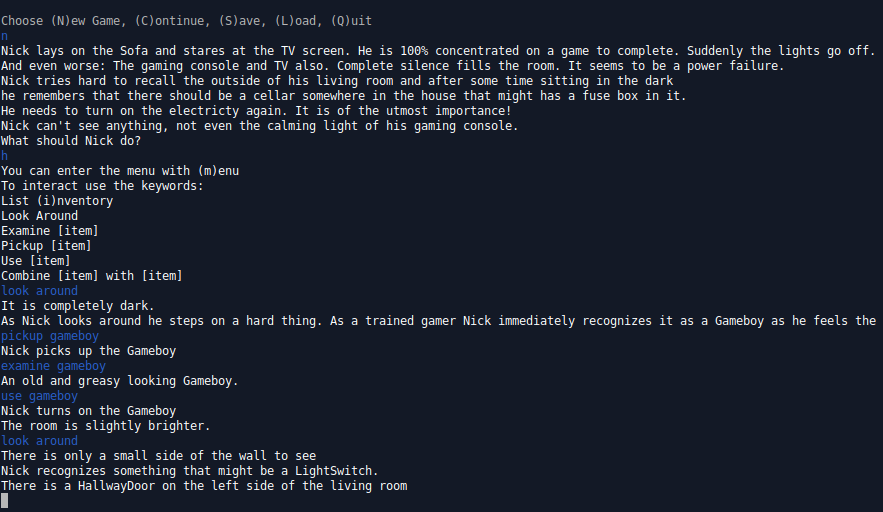 Choose (N)ew Game, (C)ontinue, (S)ave, (L)oad, (Q)uit
n
Nick lays on the Sofa and stares at the TV screen. He is 100% concentrated on a game to complete. Suddenly the lights go off.
And even worse: The gaming console and TV also. Complete silence fills the room. It seems to be a power failure.
Nick tries hard to recall the outside of his living room and after some time sitting in the dark
he remembers that there should be a cellar somewhere in the house that might has a fuse box in it.
He needs to turn on the electricty again. It is of the utmost importance!
Nick can't see anything, not even the calming light of his gaming console.
What should Nick do?
h
You can enter the menu with (m)enu
To interact use the keywords:
List (i)nventory
Look Around
Examine [item]
Pickup [item]
Use [item]
Combine [item] with [item]
look around
It is completely dark.
As Nick looks around he steps on a hard thing. As a trained gamer Nick immediately recognizes it as a Gameboy as he feels the
pickup gameboy
Nick picks up the Gameboy
examine gameboy
An old and greasy looking Gameboy.
use gameboy
Nick turns on the Gameboy
The room is slightly brighter.
look around
There is only a small side of the wall to see
Nick recognizes something that might be a LightSwitch.
There is a HallwayDoor on the left side of the living room